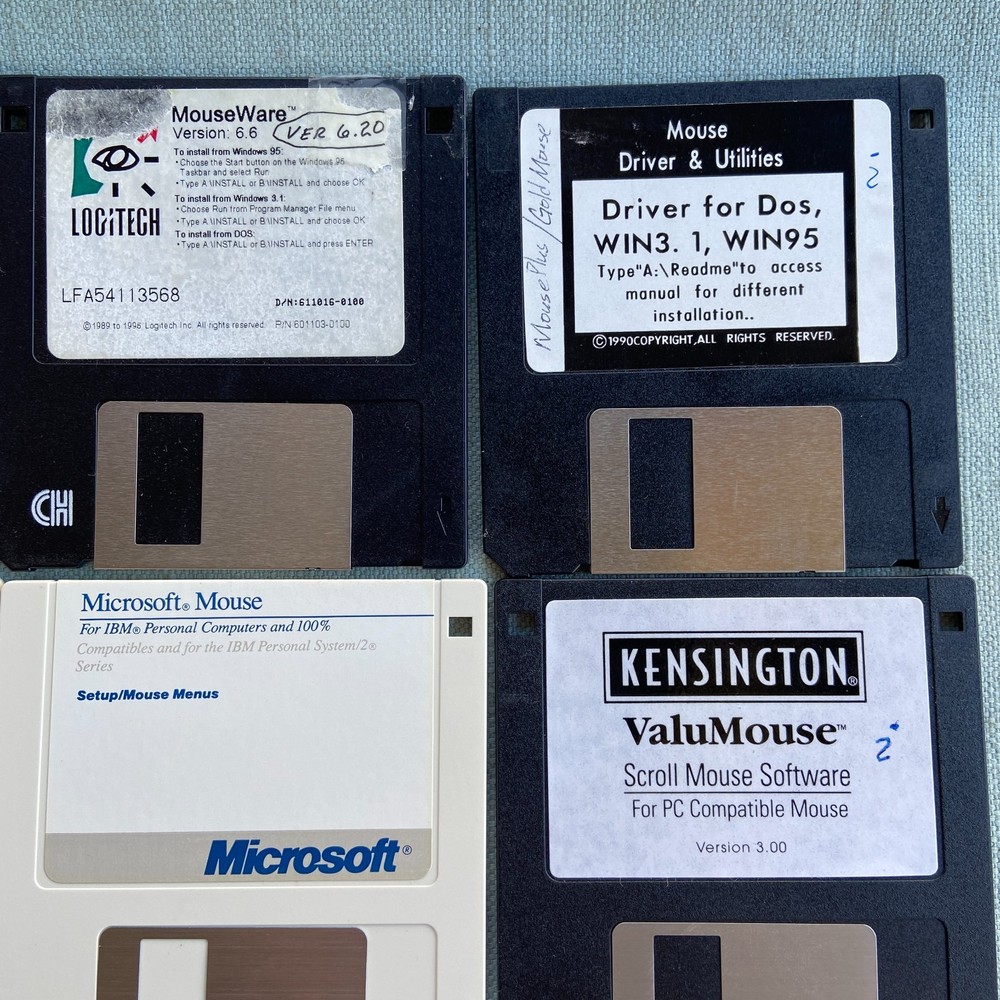 MouseWare™
Version: 6.6
VER 6.20
To install from Windows 95:
• Choose the Start button on the Windows 95
Taskbar and select Run
• Type A:\INSTALL or B:\INSTALL and choose OK
To install from Windows 3.1:
• Choose Run from Program Manager File menu
• Type A:\INSTALL or B:\INSTALL and choose OK
To install from DOS:
• Type A:\INSTALL or B:\INSTALL and press ENTER
LOGITECH
LFA54113568
D/N:611016-0100
©1989 to 1996 Logitech Inc. All rights reserved. P/N 601103-0100
CH
Mouse Plus/Gold Mouse
Mouse
Driver & Utilities
2
Driver for Dos,
WIN3. 1, WIN95
Type"A:\Readme"to access
manual for different
installation..
©1990COPYRIGHT,ALL RIGHTS RESERVED.
Microsoft® Mouse
For IBM® Personal Computers and 100%
Compatibles and for the IBM Personal System/2®
Series
Setup/Mouse Menus
Microsoft®
KENSINGTON®
ValuMouse™
2
Scroll Mouse Software
For PC Compatible Mouse
Version 3.00